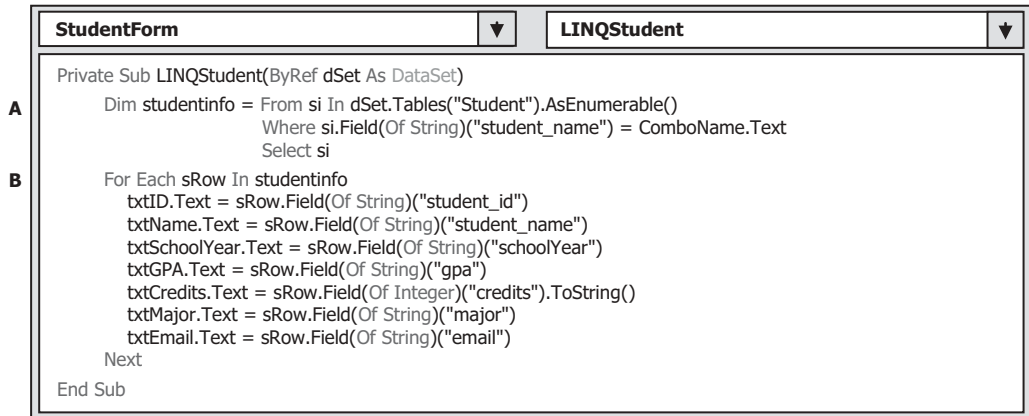 StudentForm LINQStudent
Private Sub LINQStudent(ByRef dSet As DataSet)
A Dim studentinfo = From si In dSet.Tables("Student").AsEnumerable()
Where si.Field(Of String)("student_name") = ComboName.Text
Select si
B For Each sRow In studentinfo
txtID.Text = sRow.Field(Of String)("student_id")
txtName.Text = sRow.Field(Of String)("student_name")
txtSchoolYear.Text = sRow.Field(Of String)("schoolYear")
txtGPA.Text = sRow.Field(Of String)("gpa")
txtCredits.Text = sRow.Field(Of Integer)("credits").ToString()
txtMajor.Text = sRow.Field(Of String)("major")
txtEmail.Text = sRow.Field(Of String)("email")
Next
End Sub